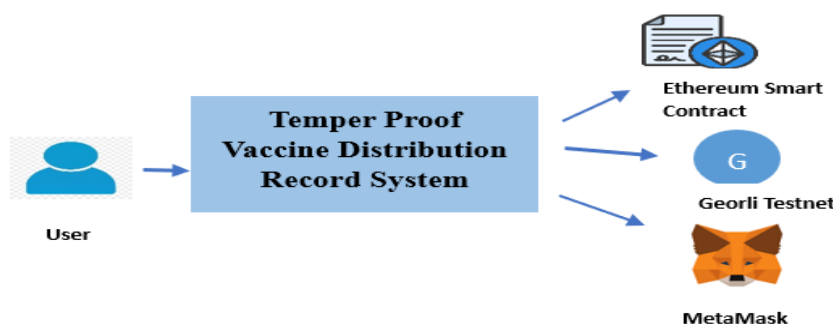 User
Temper Proof
Vaccine Distribution
Record System
Ethereum Smart
Contract
G
Georli Testnet
MetaMask